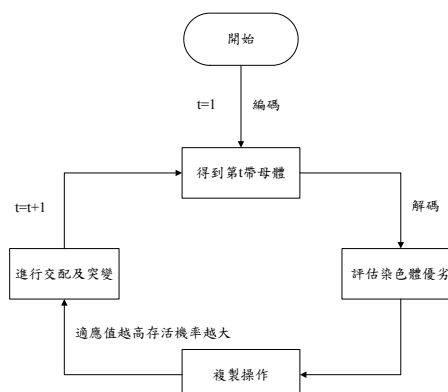 開始
t=1
編碼
得到第t帶母體
解碼
t=t+1
進行交配及突變
評估染色體優劣
適應值越高存活機率越大
複製操作